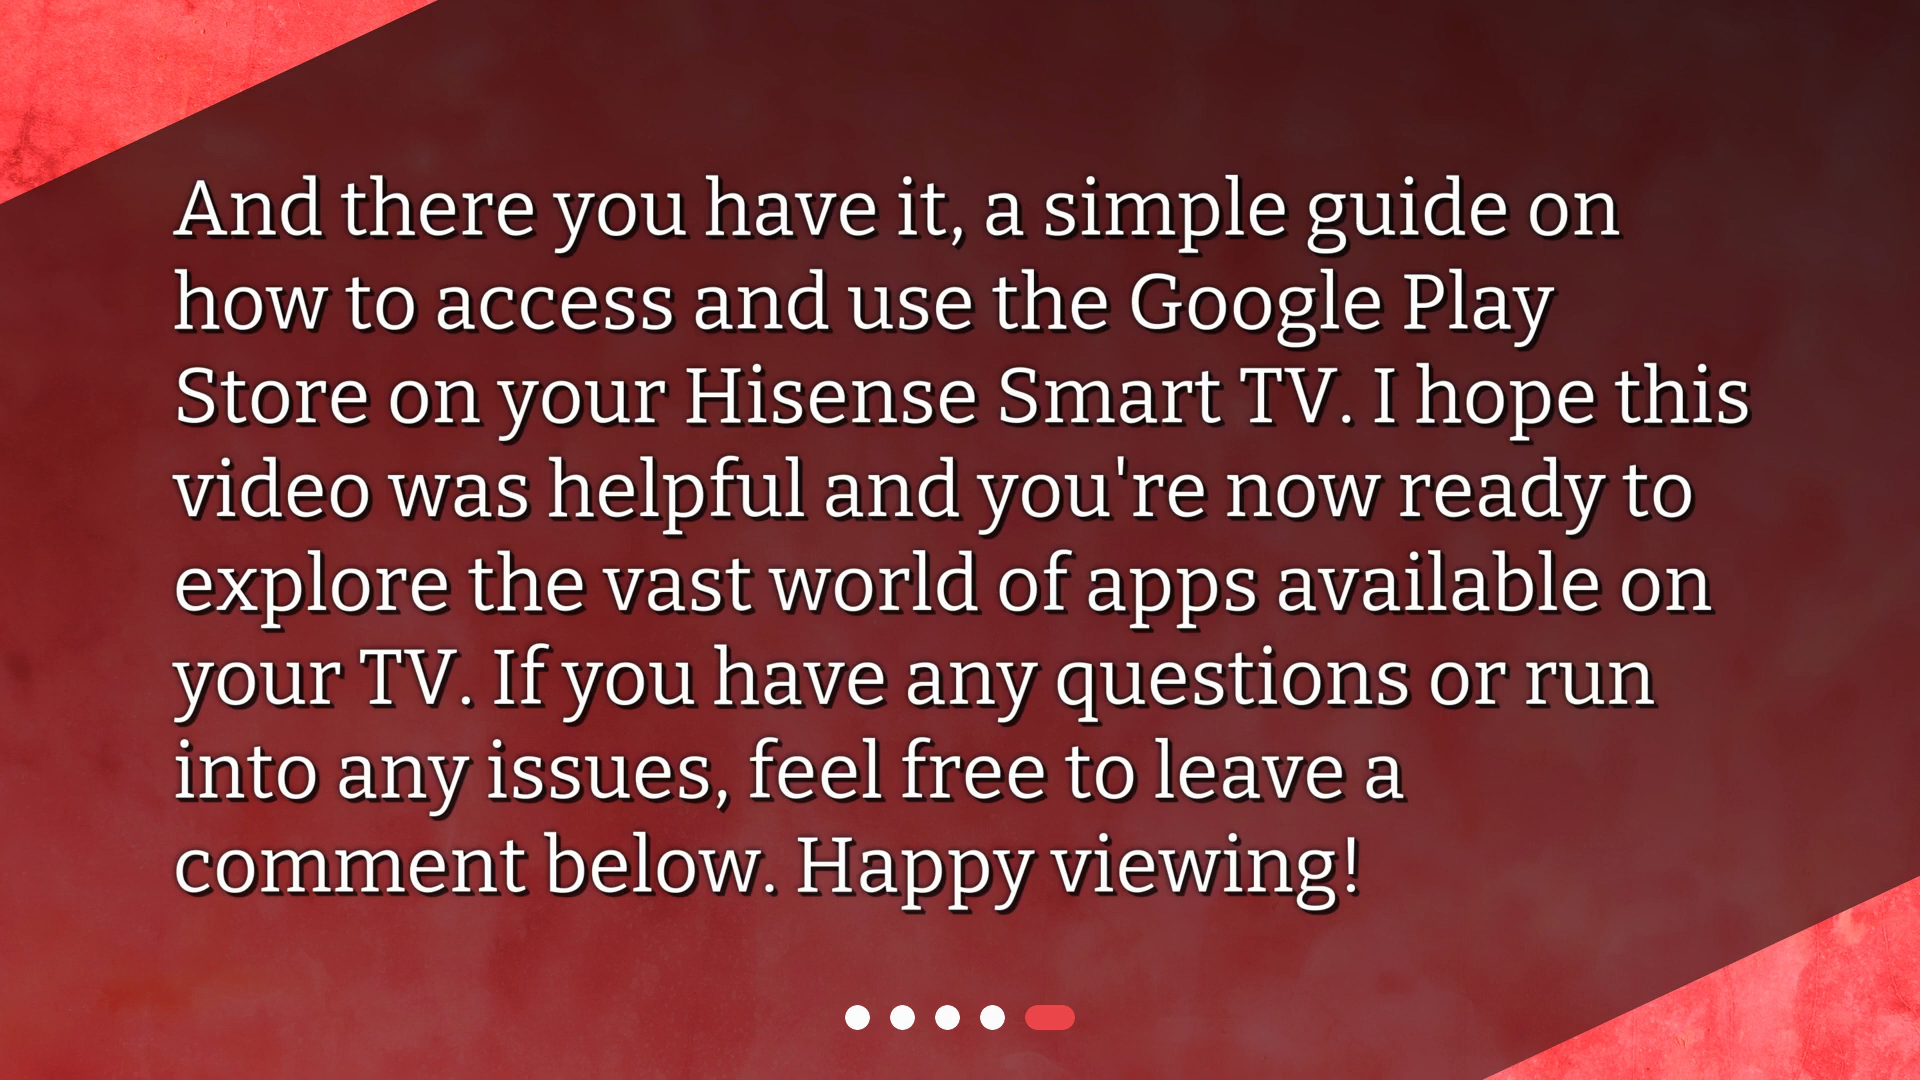 And there you have it, a simple guide on
how to access and use the Google Play
Store on your Hisense Smart TV. I hope this
video was helpful and you're now ready to
explore the vast world of apps available on
your TV. If you have any questions or run
into any issues, feel free to leave a
comment below. Happy viewing!